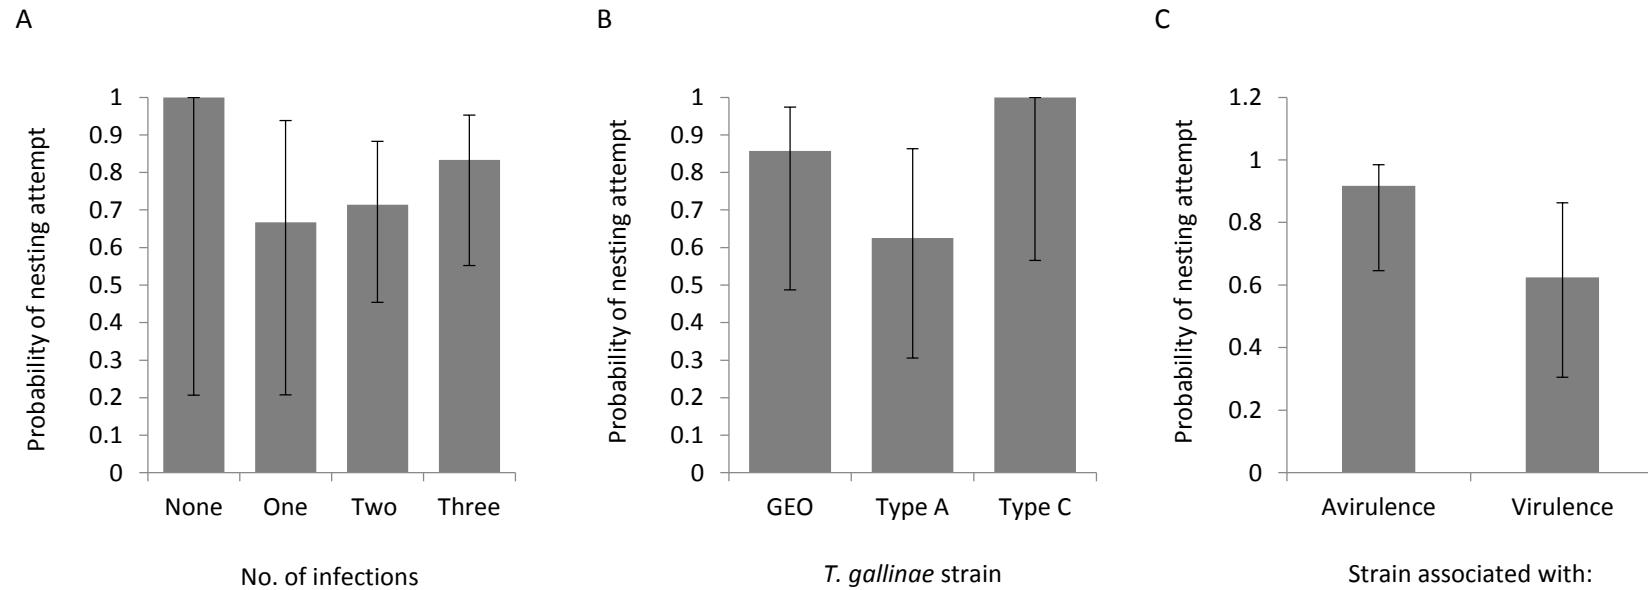 A
B
C
Probability of nesting attempt
1
0.9
0.8
0.7
0.6
0.5
0.4
0.3
0.2
0.1
0
None One Two Three
No. of infections
Probability of nesting attempt
1
0.9
0.8
0.7
0.6
0.5
0.4
0.3
0.2
0.1
0
GEO Type A Type C
T. gallinae strain
Probability of nesting attempt
1.2
1
0.8
0.6
0.4
0.2
0
Avirulence Virulence
Strain associated with: